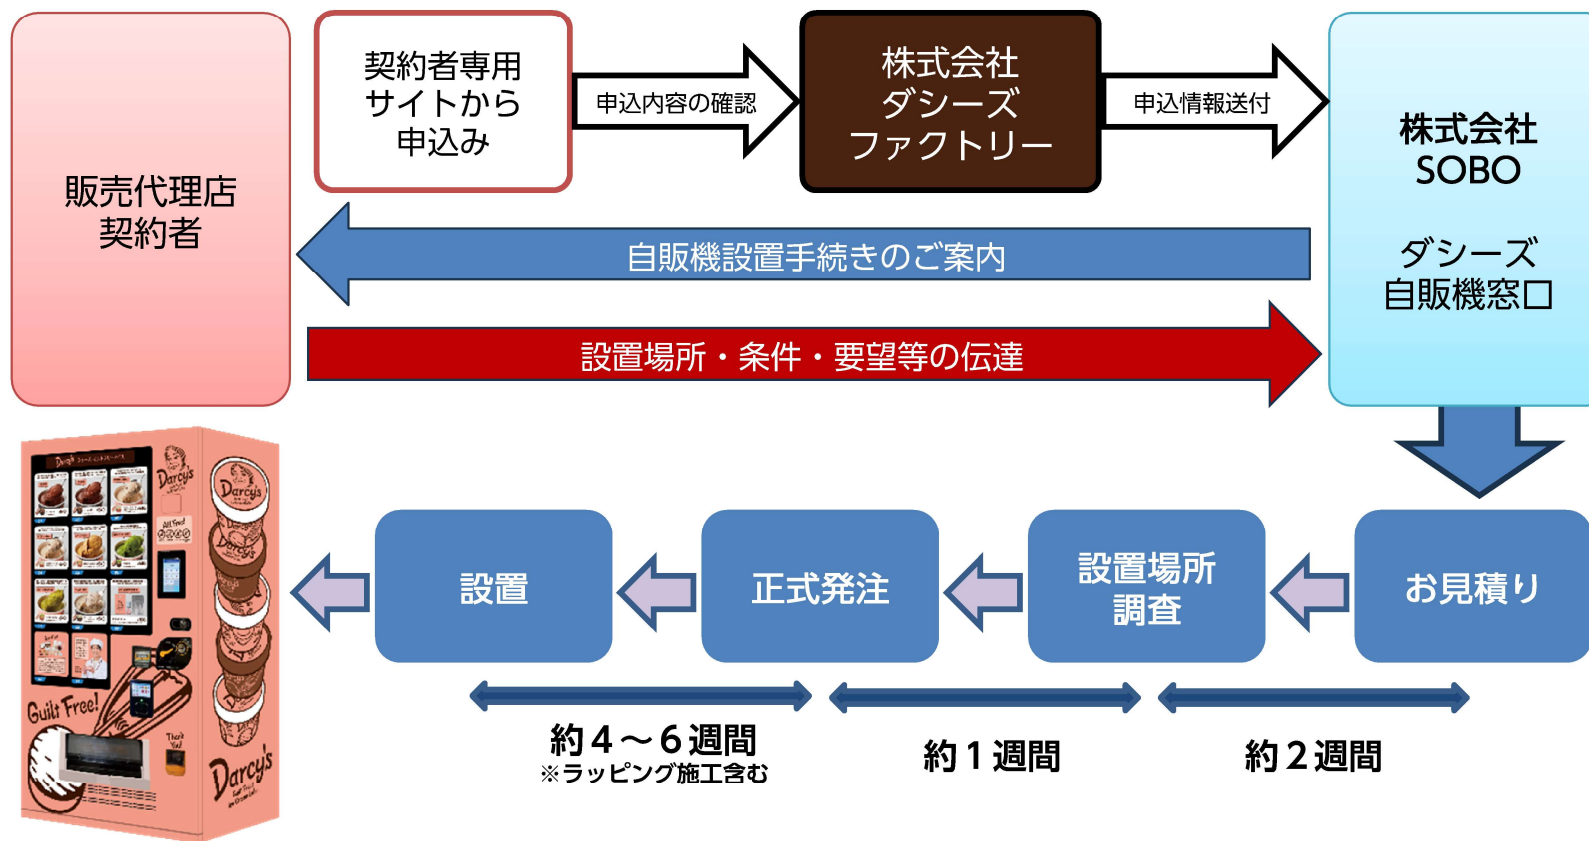 販売代理店
契約者
契約者専用
サイトから
申込み
申込内容の確認
株式会社
ダシーズ
ファクトリー
申込情報送付
株式会社
SOBO
ダシーズ
自販機窓口
自販機設置手続きのご案内
設置場所・条件・要望等の伝達
お見積り
設置場所
調査
正式発注
設置
約４～６週間
※ラッピング施工含む
約１週間
約２週間
Darcy's
Darcy's
Darcy's
Guilt Free!
Thank
You!
Darcy's